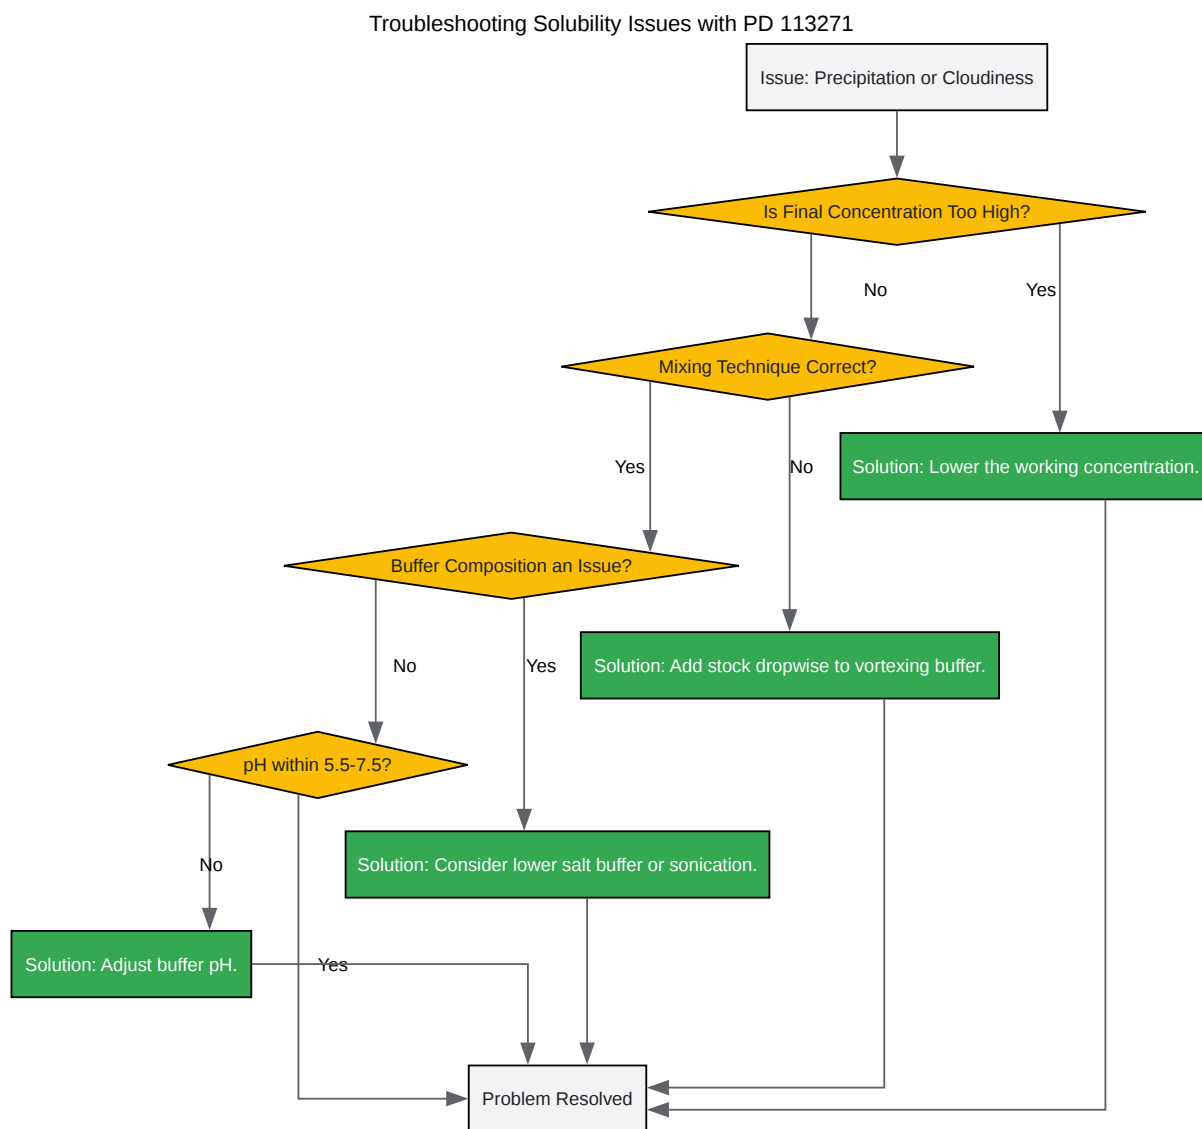 Troubleshooting Solubility Issues with PD 113271
Issue: Precipitation or Cloudiness
Is Final Concentration Too High?
No
Yes
Mixing Technique Correct?
Yes
No
Solution: Lower the working concentration.
Buffer Composition an Issue?
No
Yes
Solution: Add stock dropwise to vortexing buffer.
pH within 5.5-7.5?
No
Solution: Consider lower salt buffer or sonication.
Solution: Adjust buffer pH.
Yes
Problem Resolved